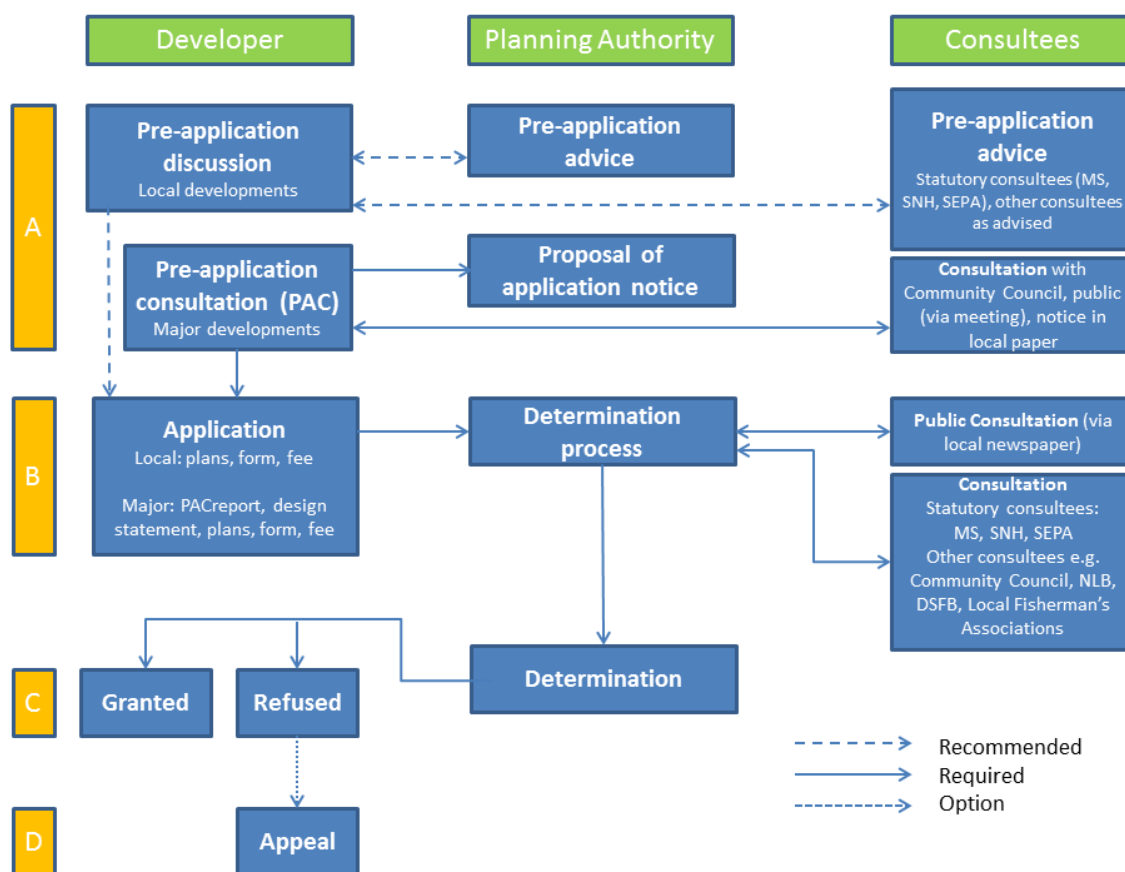 Developer
Planning Authority
Consultees
A
Pre-application
discussion
Local developments
Pre-application
advice
Pre-application
advice
Statutory consultees (MS,
SNH, SEPA), other consultees
as advised
Pre-application
consultation (PAC)
Major developments
Proposal of
application notice
Consultation with
Community Council, public
(via meeting), notice in
local paper
B
Application
Local: plans, form, fee
Major: PACreport, design
statement, plans, form, fee
Determination
process
Public Consultation (via
local newspaper)
Consultation
Statutory consultees:
MS, SNH, SEPA
Other consultees e.g.
Community Council, NLB,
DSFB, Local Fisherman's
Associations
C
Granted
Refused
Determination
D
Appeal
Recommended
Required
Option